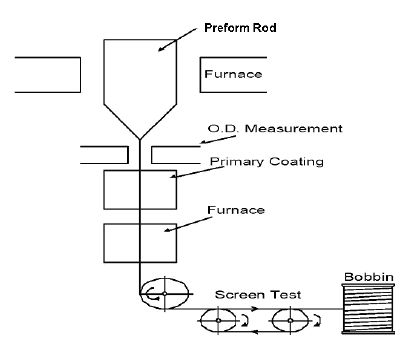 Preform Rod
Furnace
O.D. Measurement
Primary Coating
Furnace
Bobbin
Screen Test